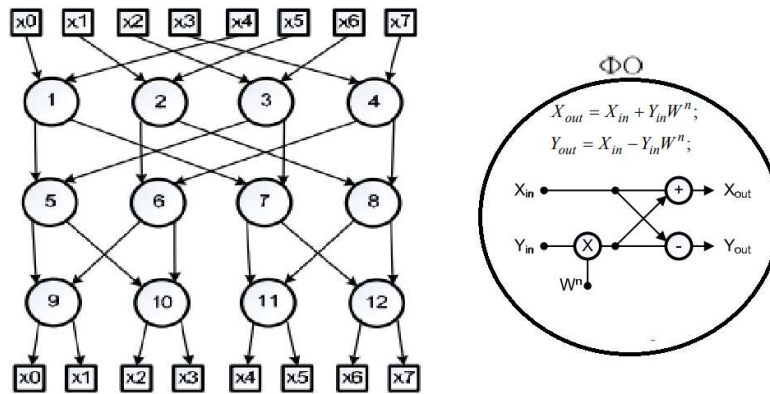 x0 x1 x2 x3 x4 x5 x6 x7
1 2 3 4
5 6 7 8
9 10 11 12
x0 x1 x2 x3 x4 x5 x6 x7
ФО
X_out = X_in + Y_in W^n;
Y_out = X_in − Y_in W^n;
X_in + X_out
Y_in X - Y_out
W^n